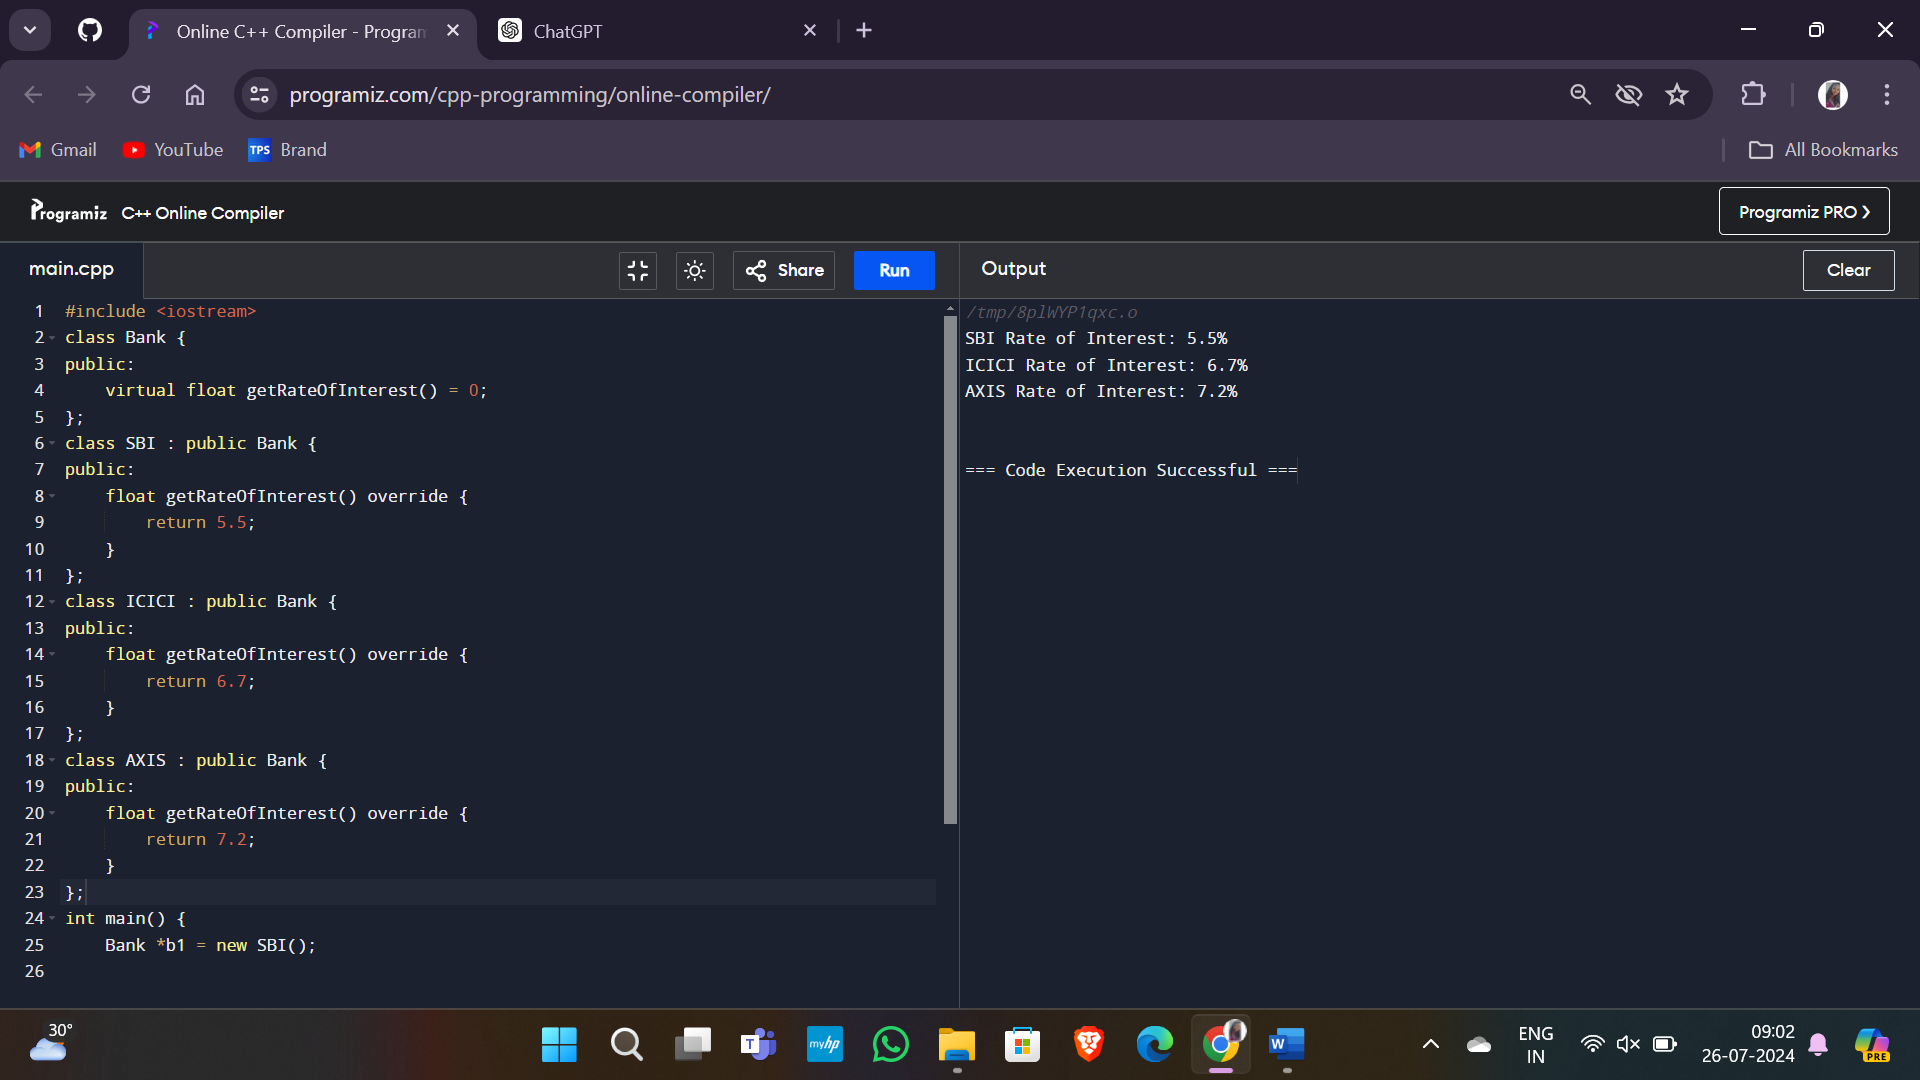 Online C++ Compiler - Program
ChatGPT
programiz.com/cpp-programming/online-compiler/
Gmail
YouTube
TPS
Brand
All Bookmarks
Programiz
C++ Online Compiler
Programiz PRO
main.cpp
Share
Run
Output
Clear
1 #include <iostream>
2 class Bank {
3 public:
4     virtual float getRateOfInterest() = 0;
5 };
6 class SBI : public Bank {
7 public:
8     float getRateOfInterest() override {
9         return 5.5;
10     }
11 };
12 class ICICI : public Bank {
13 public:
14     float getRateOfInterest() override {
15         return 6.7;
16     }
17 };
18 class AXIS : public Bank {
19 public:
20     float getRateOfInterest() override {
21         return 7.2;
22     }
23 };
24 int main() {
25     Bank *b1 = new SBI();
26
/tmp/8plWYP1qxc.o
SBI Rate of Interest: 5.5%
ICICI Rate of Interest: 6.7%
AXIS Rate of Interest: 7.2%
=== Code Execution Successful ===
30°
T
myhp
W
ENG
IN
09:02
26-07-2024
PRE